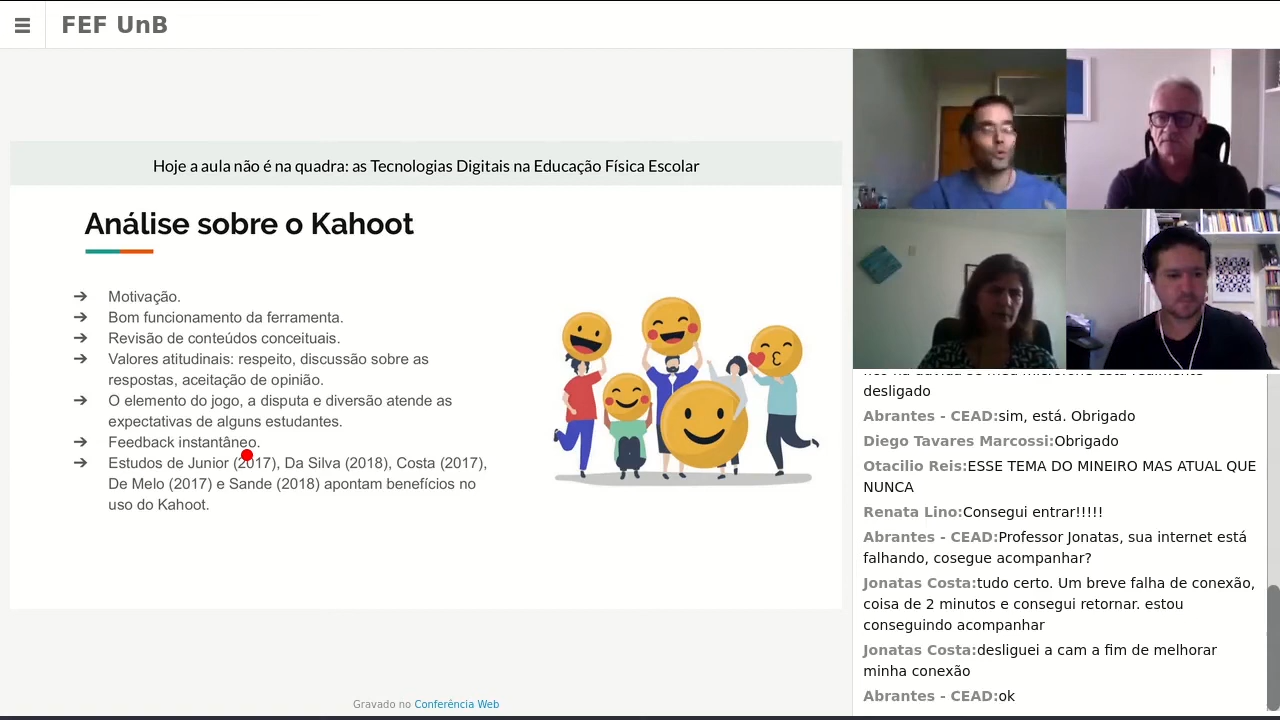 FEF UnB
Hoje a aula não é na quadra: as Tecnologias Digitais na Educação Física Escolar
Análise sobre o Kahoot
➔ Motivação.
➔ Bom funcionamento da ferramenta.
➔ Revisão de conteúdos conceituais.
➔ Valores atitudinais: respeito, discussão sobre as
respostas, aceitação de opinião.
➔ O elemento do jogo, a disputa e diversão atende as
expectativas de alguns estudantes.
➔ Feedback instantâneo.
➔ Estudos de Junior (2017), Da Silva (2018), Costa (2017),
De Melo (2017) e Sande (2018) apontam benefícios no
uso do Kahoot.
Gravado no Conferência Web
desligado
Abrantes - CEAD:sim, está. Obrigado
Diego Tavares Marcossi:Obrigado
Otacilio Reis:ESSE TEMA DO MINEIRO MAS ATUAL QUE
NUNCA
Renata Lino:Consegui entrar!!!!!
Abrantes - CEAD:Professor Jonatas, sua internet está
falhando, cosegue acompanhar?
Jonatas Costa:tudo certo. Um breve falha de conexão,
coisa de 2 minutos e consegui retornar. estou
conseguindo acompanhar
Jonatas Costa:desliguei a cam a fim de melhorar
minha conexão
Abrantes - CEAD:ok